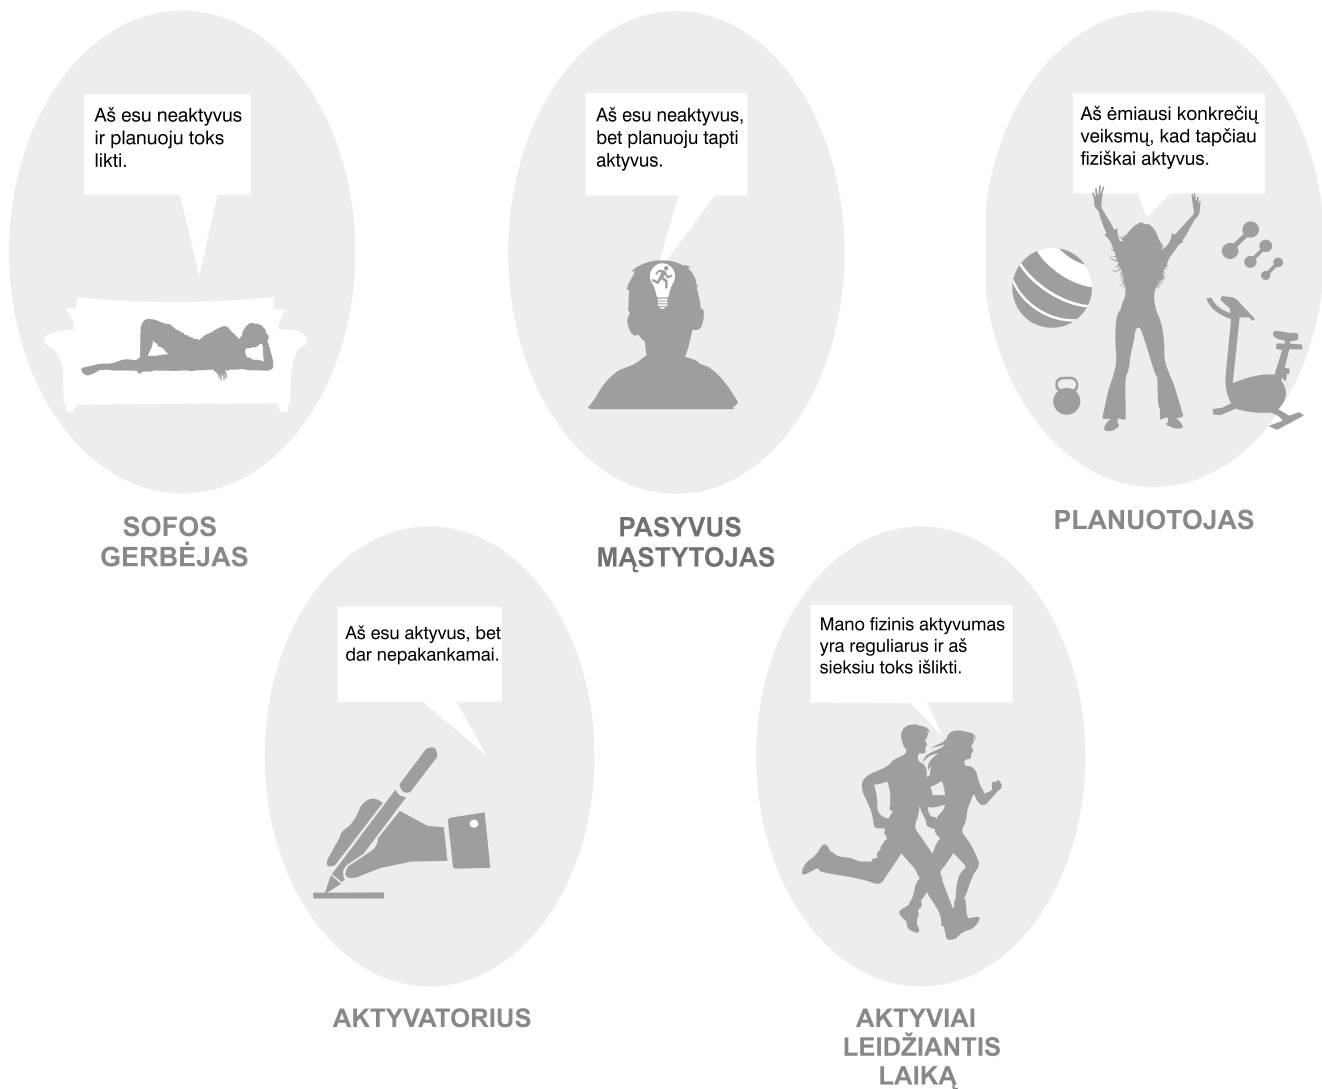 Aš esu neaktyvus
ir planuoju toks
likti.
SOFOS
GERBĖJAS
Aš esu neaktyvus,
bet planuoju tapti
aktyvus.
PASYVUS
MĄSTYTOJAS
Aš ėmiausi konkrečių
veiksmų, kad tapčiau
fiziškai aktyvus.
PLANUOTOJAS
Aš esu aktyvus, bet
dar nepakankamai.
AKTYVATORIUS
Mano fizinis aktyvumas
yra reguliarus ir aš
sieksiu toks išlikti.
AKTYVIAI
LEIDŽIANTIS
LAIKĄ